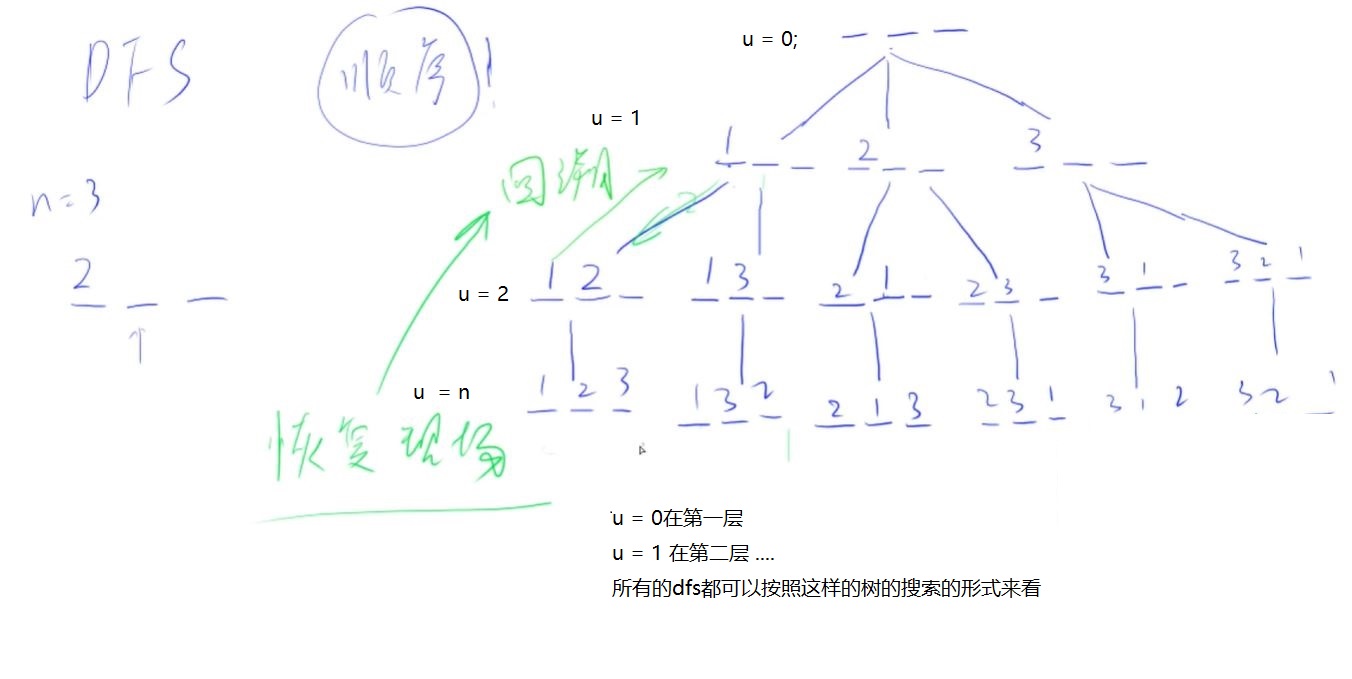 DFS 顺序!
u = 0; _ _ _
u = 1
1 _ _ 2 _ _ 3 _ _
回溯
n=3
2 _ _
u = 2
1 2 _ 1 3 _ 2 1 _ 2 3 _ 3 1 _ 3 2 1
u = n
1 2 3 1 3 2 2 1 3 2 3 1 3 1 2 3 2 1
恢复现场
u = 0在第一层
u = 1 在第二层 ....
所有的dfs都可以按照这样的树的搜索的形式来看